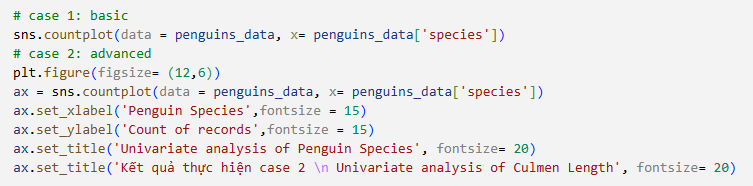 # case 1: basic
sns.countplot(data = penguins_data, x= penguins_data['species'])
# case 2: advanced
plt.figure(figsize= (12,6))
ax = sns.countplot(data = penguins_data, x= penguins_data['species'])
ax.set_xlabel('Penguin Species',fontsize = 15)
ax.set_ylabel('Count of records',fontsize = 15)
ax.set_title('Univariate analysis of Penguin Species', fontsize= 20)
ax.set_title('Kết quả thực hiện case 2 \n Univariate analysis of Culmen Length', fontsize= 20)